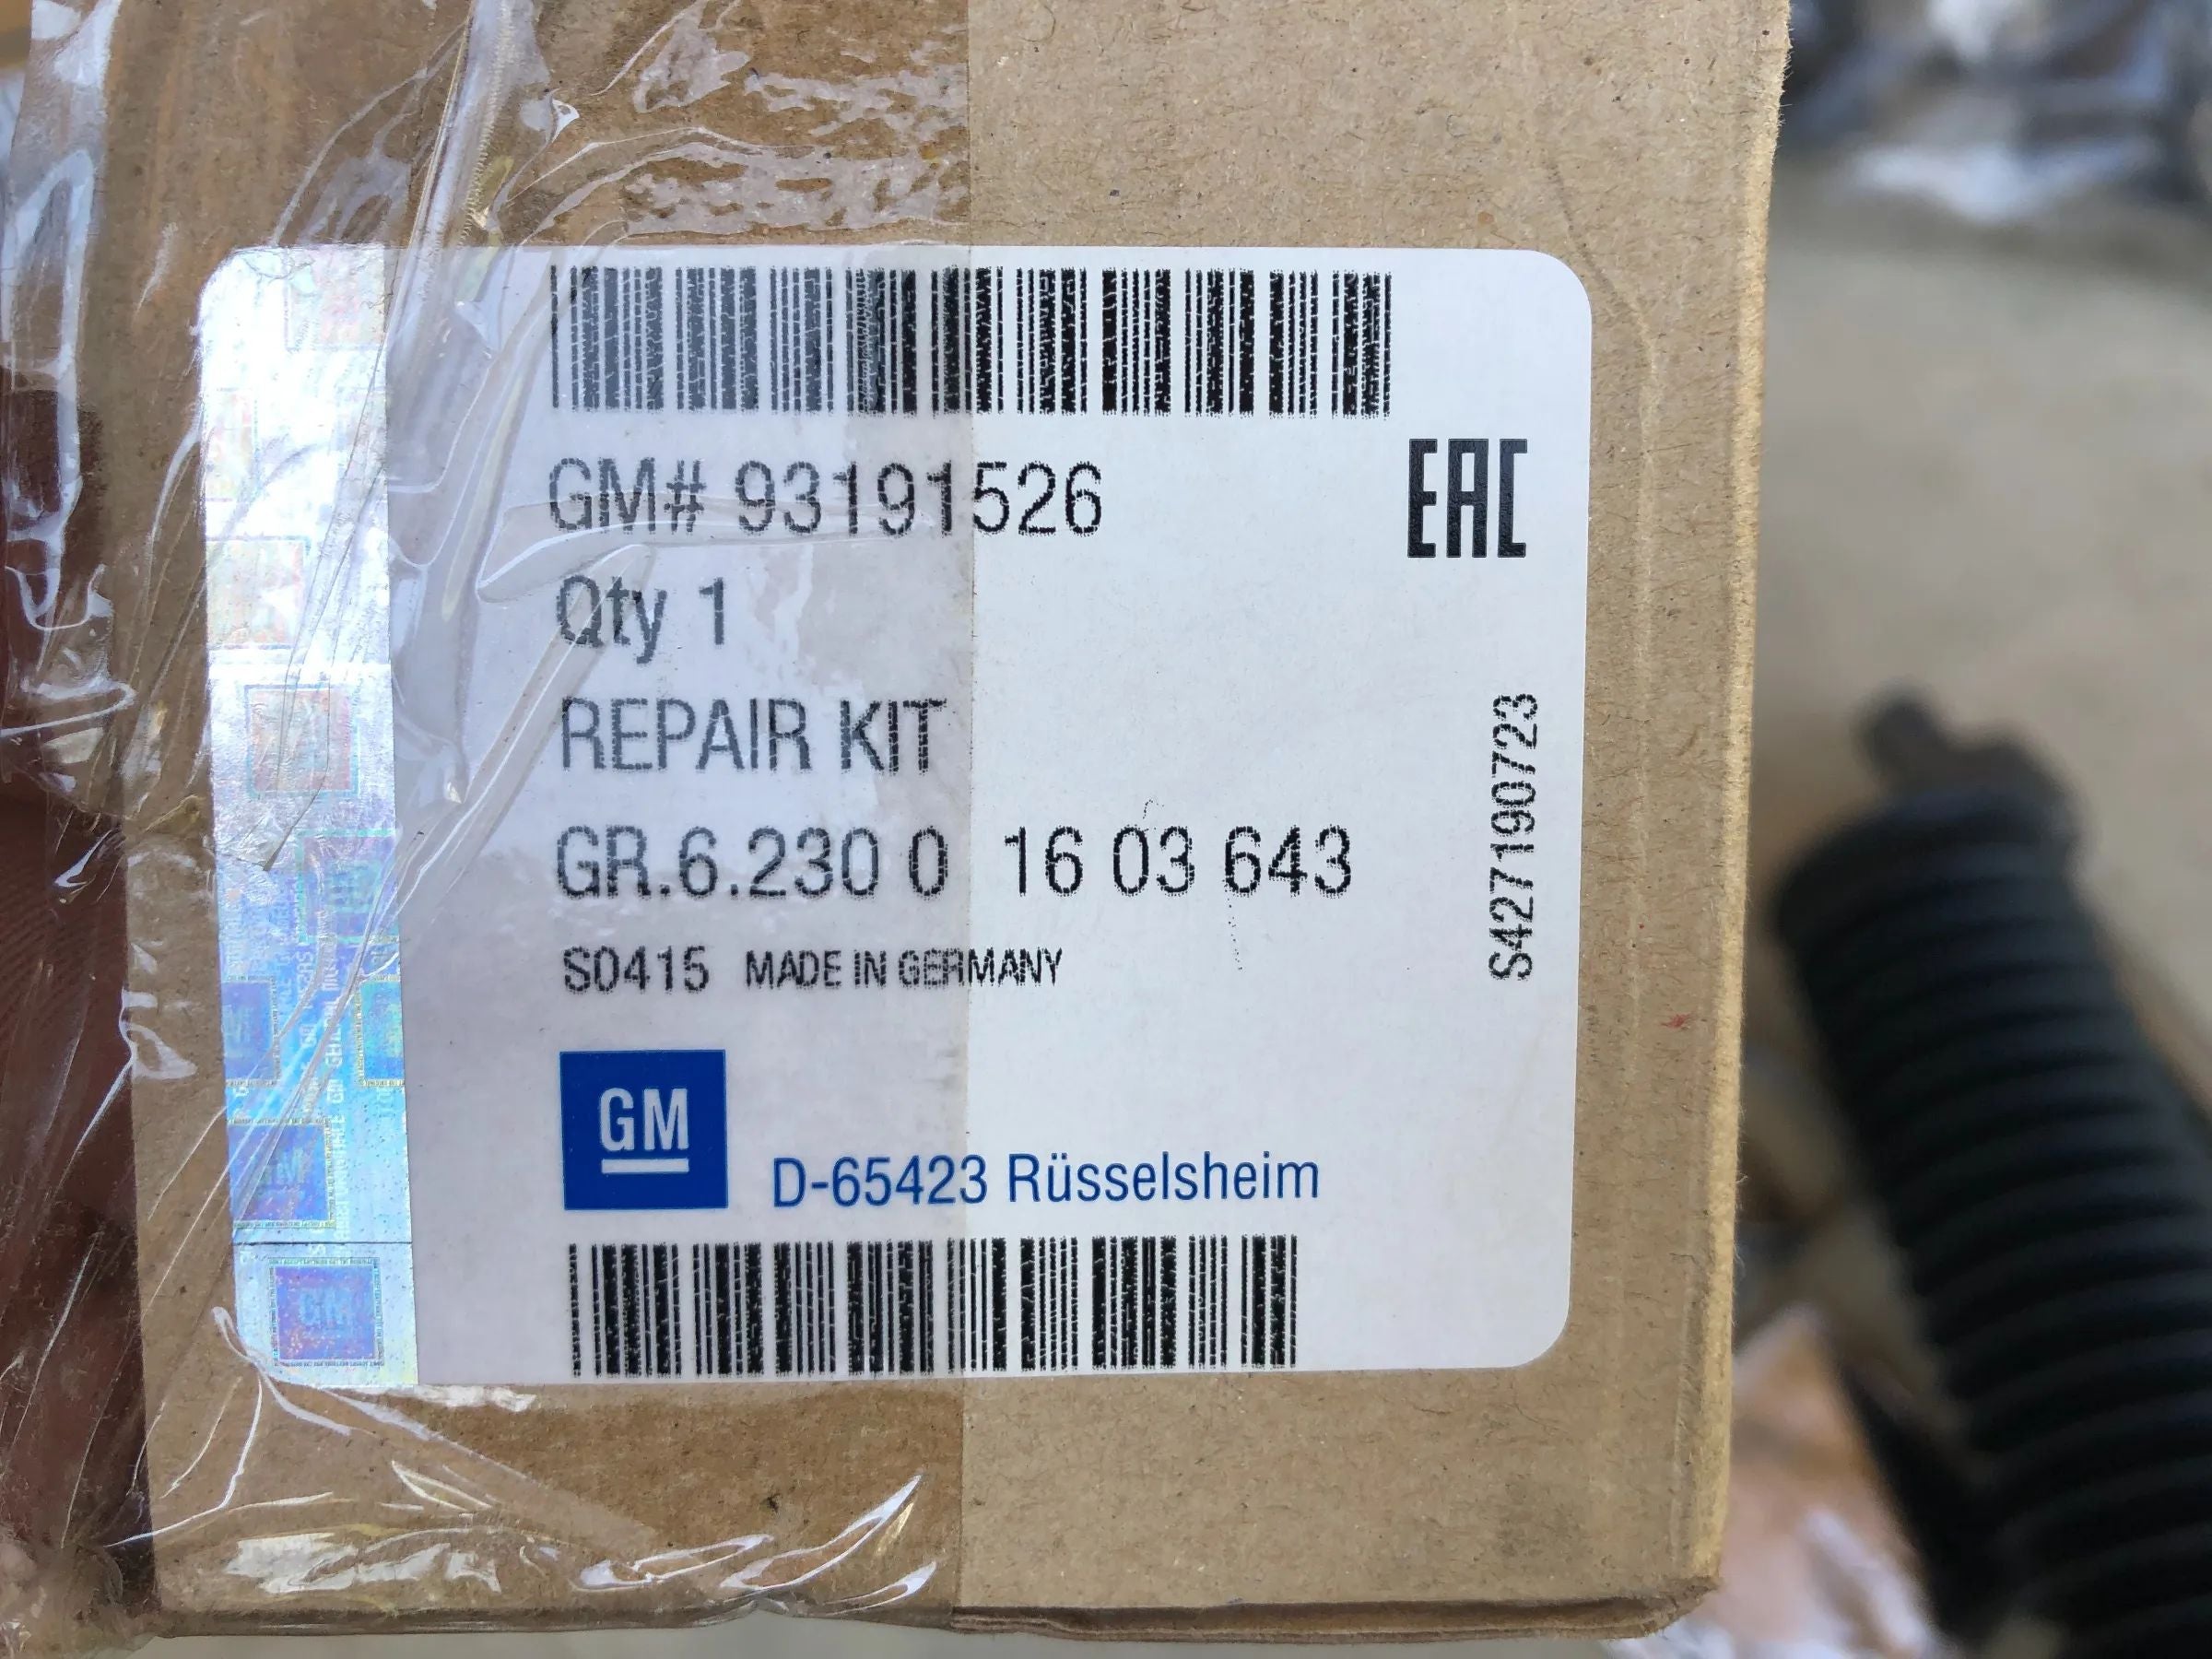 GM# 93191526
EAC
Qty 1
REPAIR KIT
GR.6.230 0 16 03 643
S0415 MADE IN GERMANY
S427190723
GM
D-65423 Rüsselsheim
GM